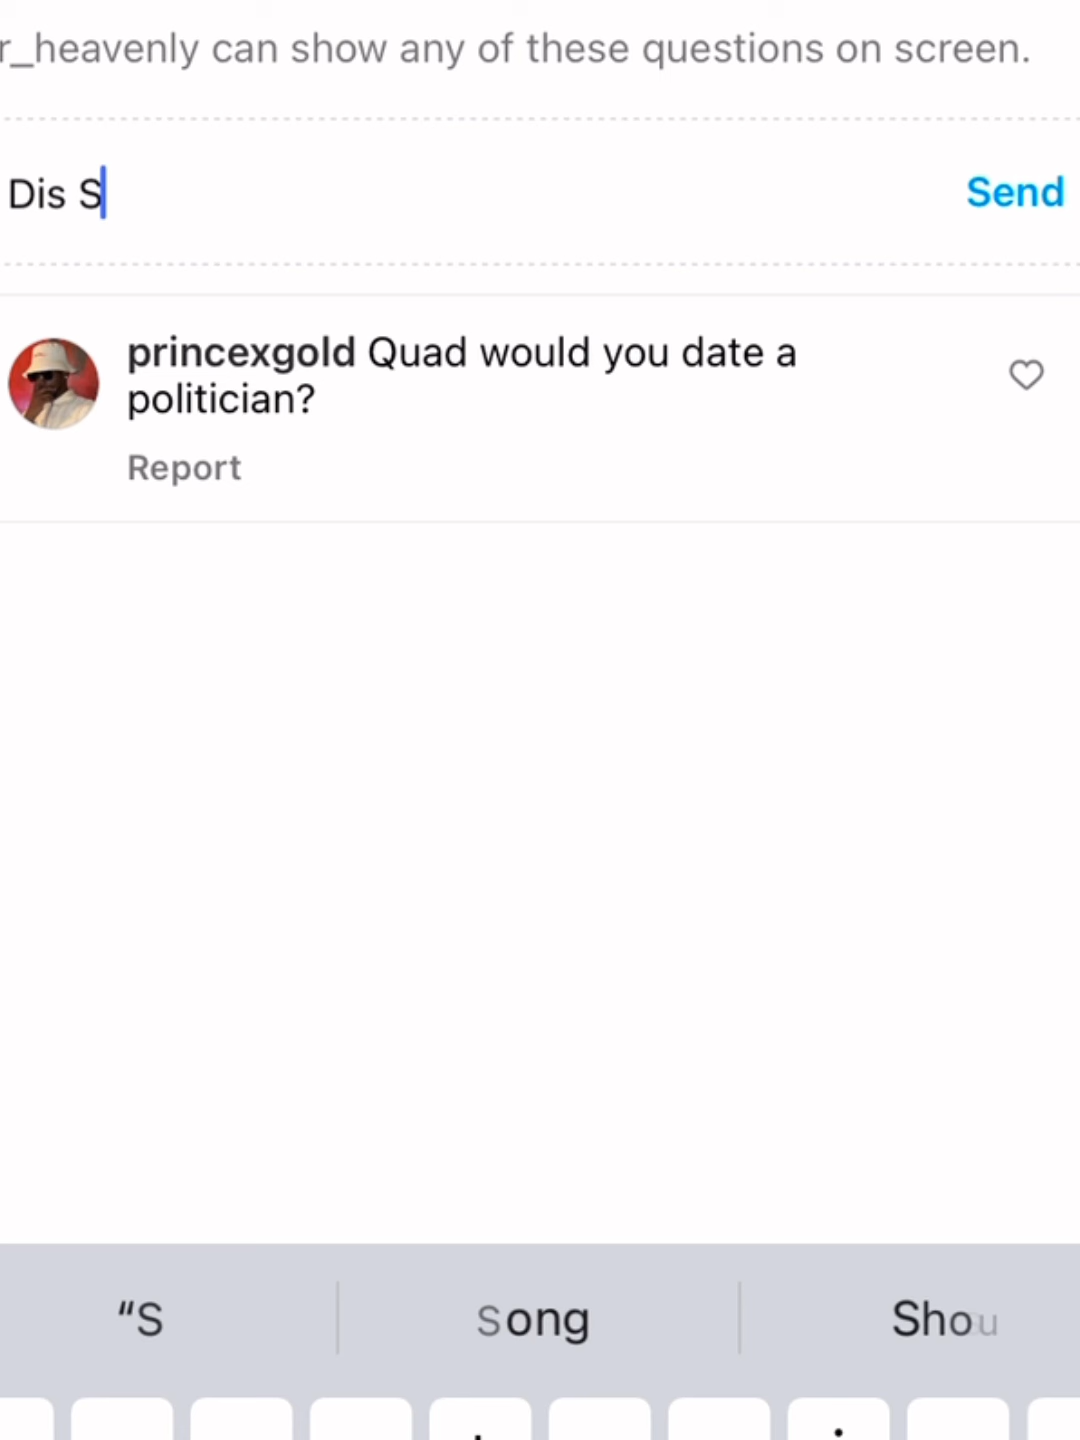 r_heavenly can show any of these questions on screen.
Dis S
Send
princexgold Quad would you date a
politician?
Report
“S
Song